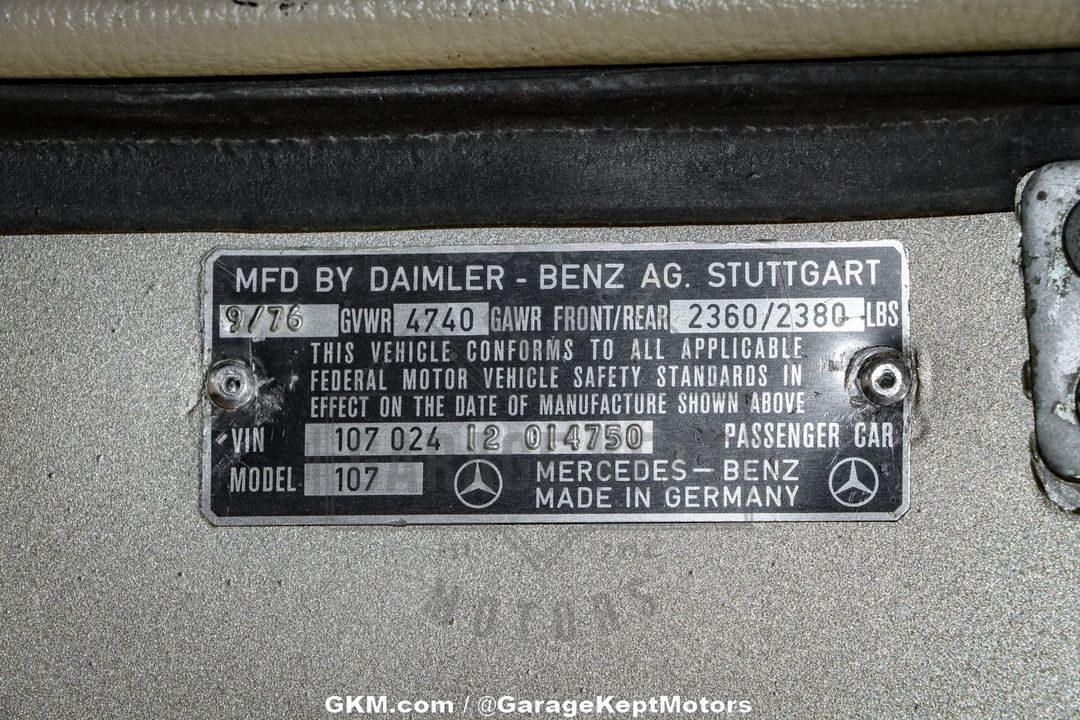 MFD BY DAIMLER - BENZ AG. STUTTGART
9/76 GVWR 4740 GAWR FRONT/REAR 2360/2380 LBS
THIS VEHICLE CONFORMS TO ALL APPLICABLE
FEDERAL MOTOR VEHICLE SAFETY STANDARDS IN
EFFECT ON THE DATE OF MANUFACTURE SHOWN ABOVE
VIN 107 024 12 014750 PASSENGER CAR
MODEL 107 MERCEDES-BENZ
MADE IN GERMANY
MOTORS
GKM.com / @GarageKeptMotors